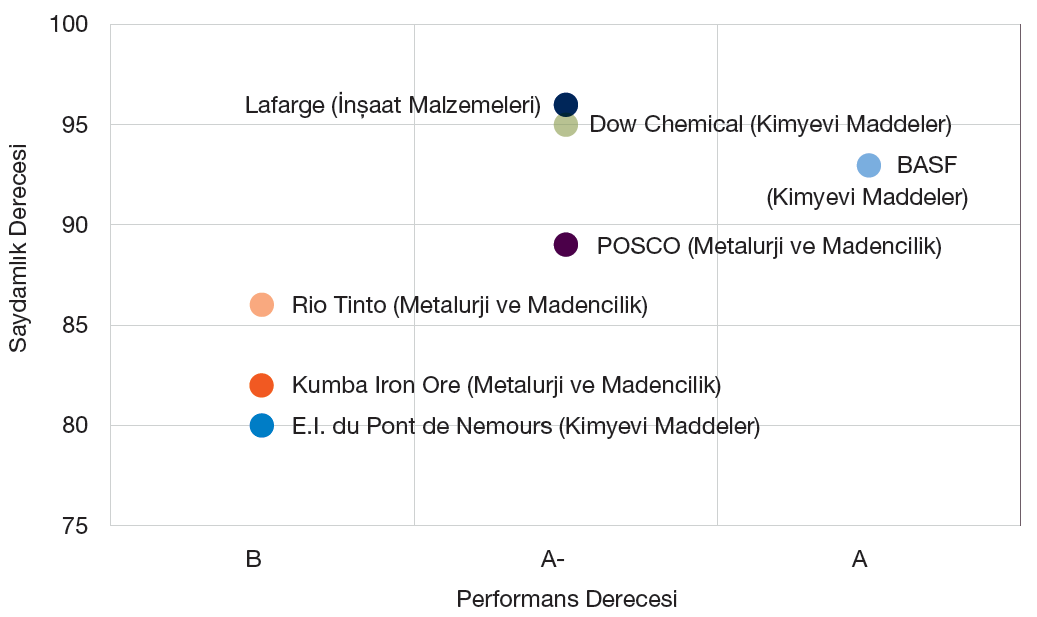 100
Lafarge (İnşaat Malzemeleri)
95
Dow Chemical (Kimyevi Maddeler)
BASF
(Kimyevi Maddeler)
90
POSCO (Metalurji ve Madencilik)
Rio Tinto (Metalurji ve Madencilik)
85
Kumba Iron Ore (Metalurji ve Madencilik)
80
E.I. du Pont de Nemours (Kimyevi Maddeler)
75
Saydamlık Derecesi
B
A-
A
Performans Derecesi